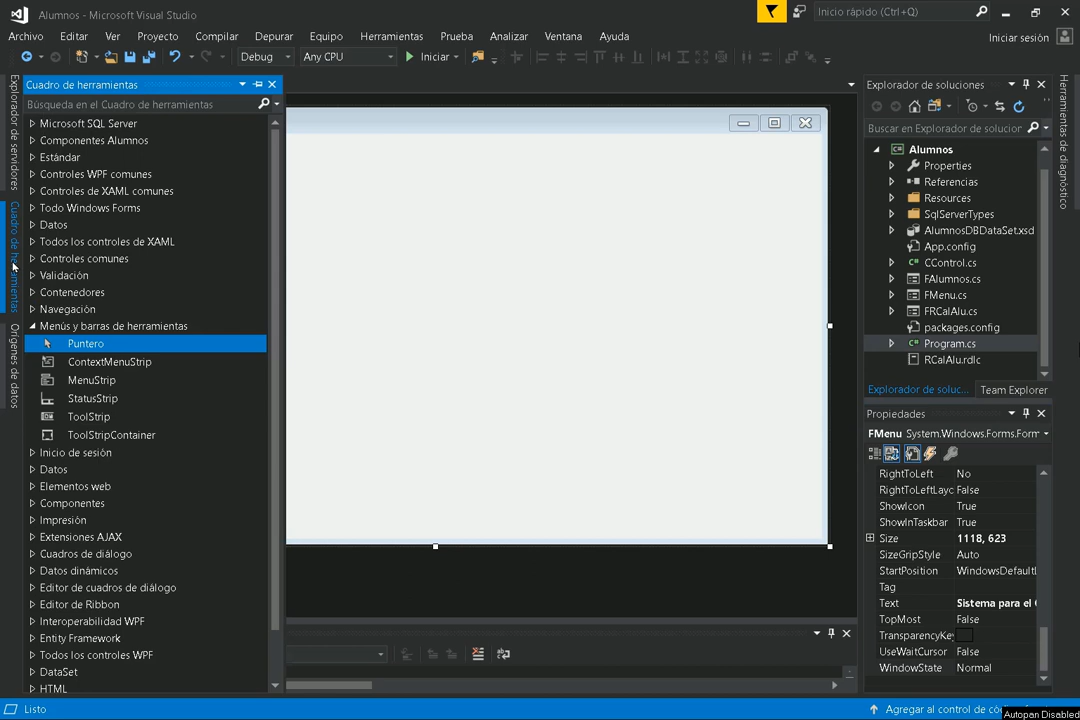 Alumnos - Microsoft Visual Studio
Inicio rápido (Ctrl+Q)
Archivo Editar Ver Proyecto Compilar Depurar Equipo Herramientas Prueba Analizar Ventana Ayuda
Iniciar sesión
Debug Any CPU Iniciar
Explorador de servidores
Cuadro de herramientas
Orígenes de datos
Cuadro de herramientas
Búsqueda en el Cuadro de herramientas
Microsoft SQL Server
Componentes Alumnos
Estándar
Controles WPF comunes
Controles de XAML comunes
Todo Windows Forms
Datos
Todos los controles de XAML
Controles comunes
Validación
Contenedores
Navegación
Menús y barras de herramientas
Puntero
ContextMenuStrip
MenuStrip
StatusStrip
ToolStrip
ToolStripContainer
Inicio de sesión
Datos
Elementos web
Componentes
Impresión
Extensiones AJAX
Cuadros de diálogo
Datos dinámicos
Editor de cuadros de diálogo
Editor de Ribbon
Interoperabilidad WPF
Entity Framework
Todos los controles WPF
DataSet
HTML
Explorador de soluciones
Buscar en Explorador de solucior
Alumnos
Properties
Referencias
Resources
SqlServerTypes
AlumnosDBDataSet.xsd
App.config
CControl.cs
FAlumnos.cs
FMenu.cs
FRCalAlu.cs
packages.config
Program.cs
RCalAlu.rdlc
Explorador de soluc... Team Explorer
Propiedades
FMenu System.Windows.Forms.Form
RightToLeft No
RightToLeftLayc False
ShowIcon True
ShowInTaskbar True
Size 1118, 623
SizeGripStyle Auto
StartPosition WindowsDefaultL
Tag
Text Sistema para el
TopMost False
TransparencyKe
UseWaitCursor False
WindowState Normal
Herramientas de diagnóstico
Listo
Agregar al control de có
Autopan Disabled